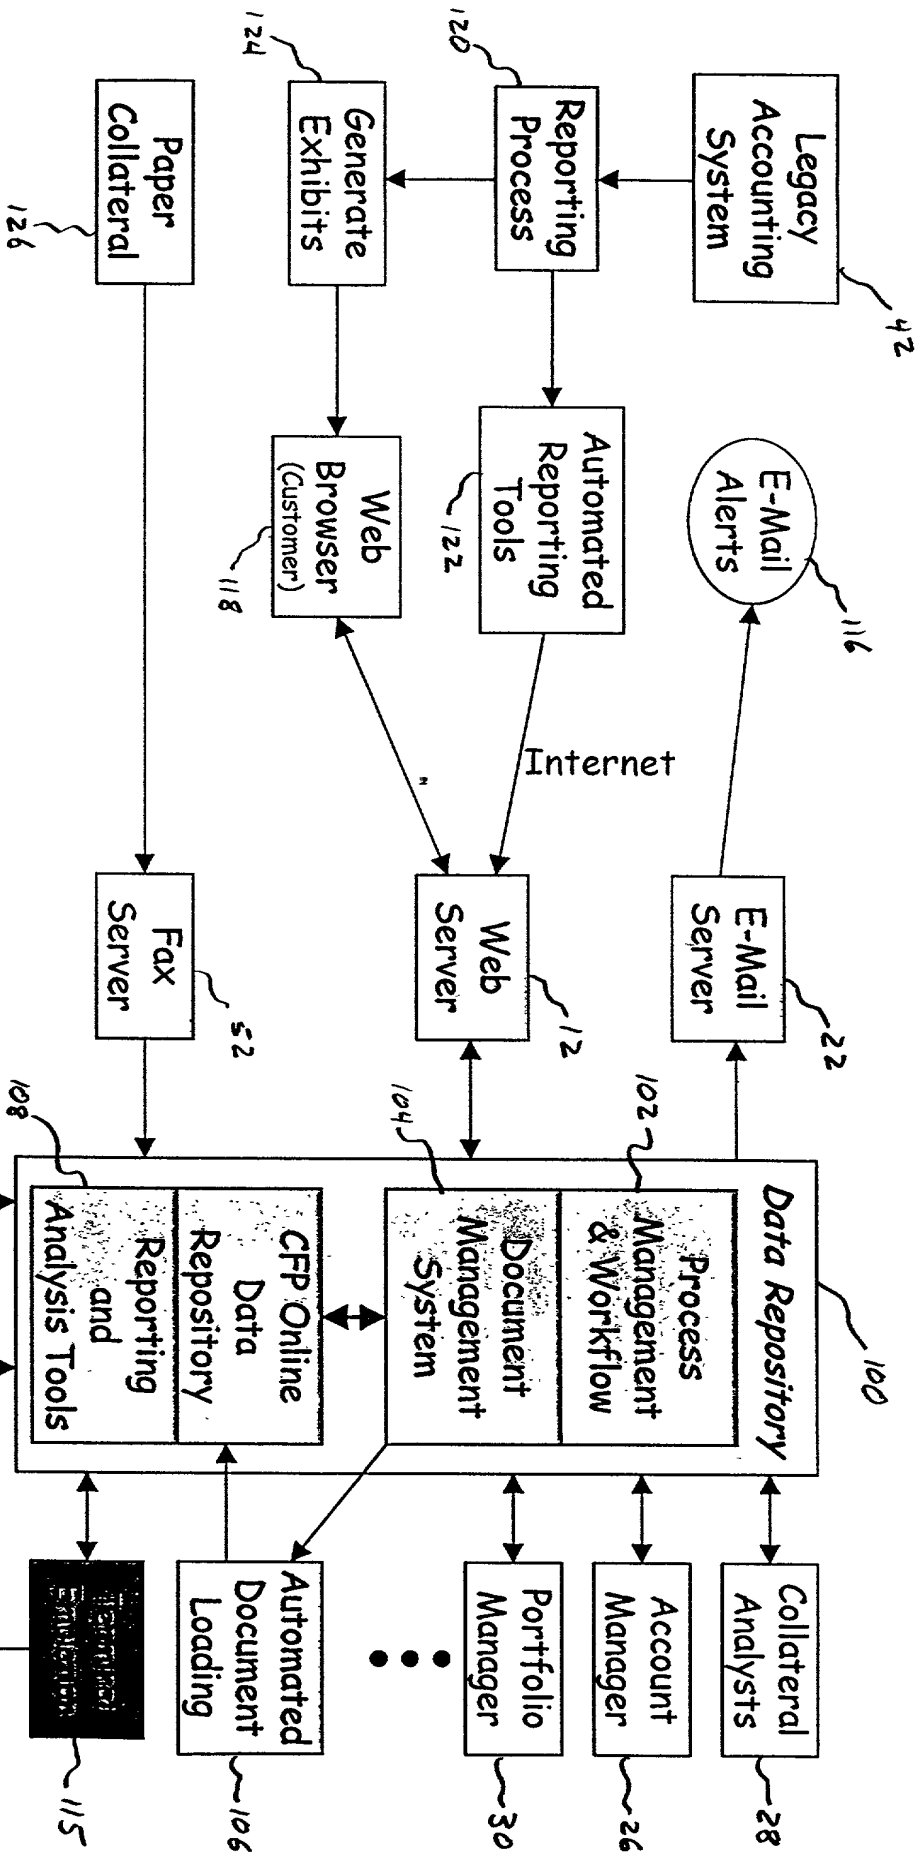 Legacy
Accounting
System
42
E-Mail
Alerts
116
E-Mail
Server
22
Reporting
Process
120
Automated
Reporting
Tools
122
Internet
Generate
Exhibits
124
Web
Browser
(Customer)
118
Web
Server
12
Paper
Collateral
126
Fax
Server
52
Data Repository
100
Process
Management
& Workflow
102
Document
Management
System
104
CFP Online
Data
Repository
Reporting
and
Analysis Tools
108
Collateral
Analysts
28
Account
Manager
26
Portfolio
Manager
30
Automated
Document
Loading
106
115